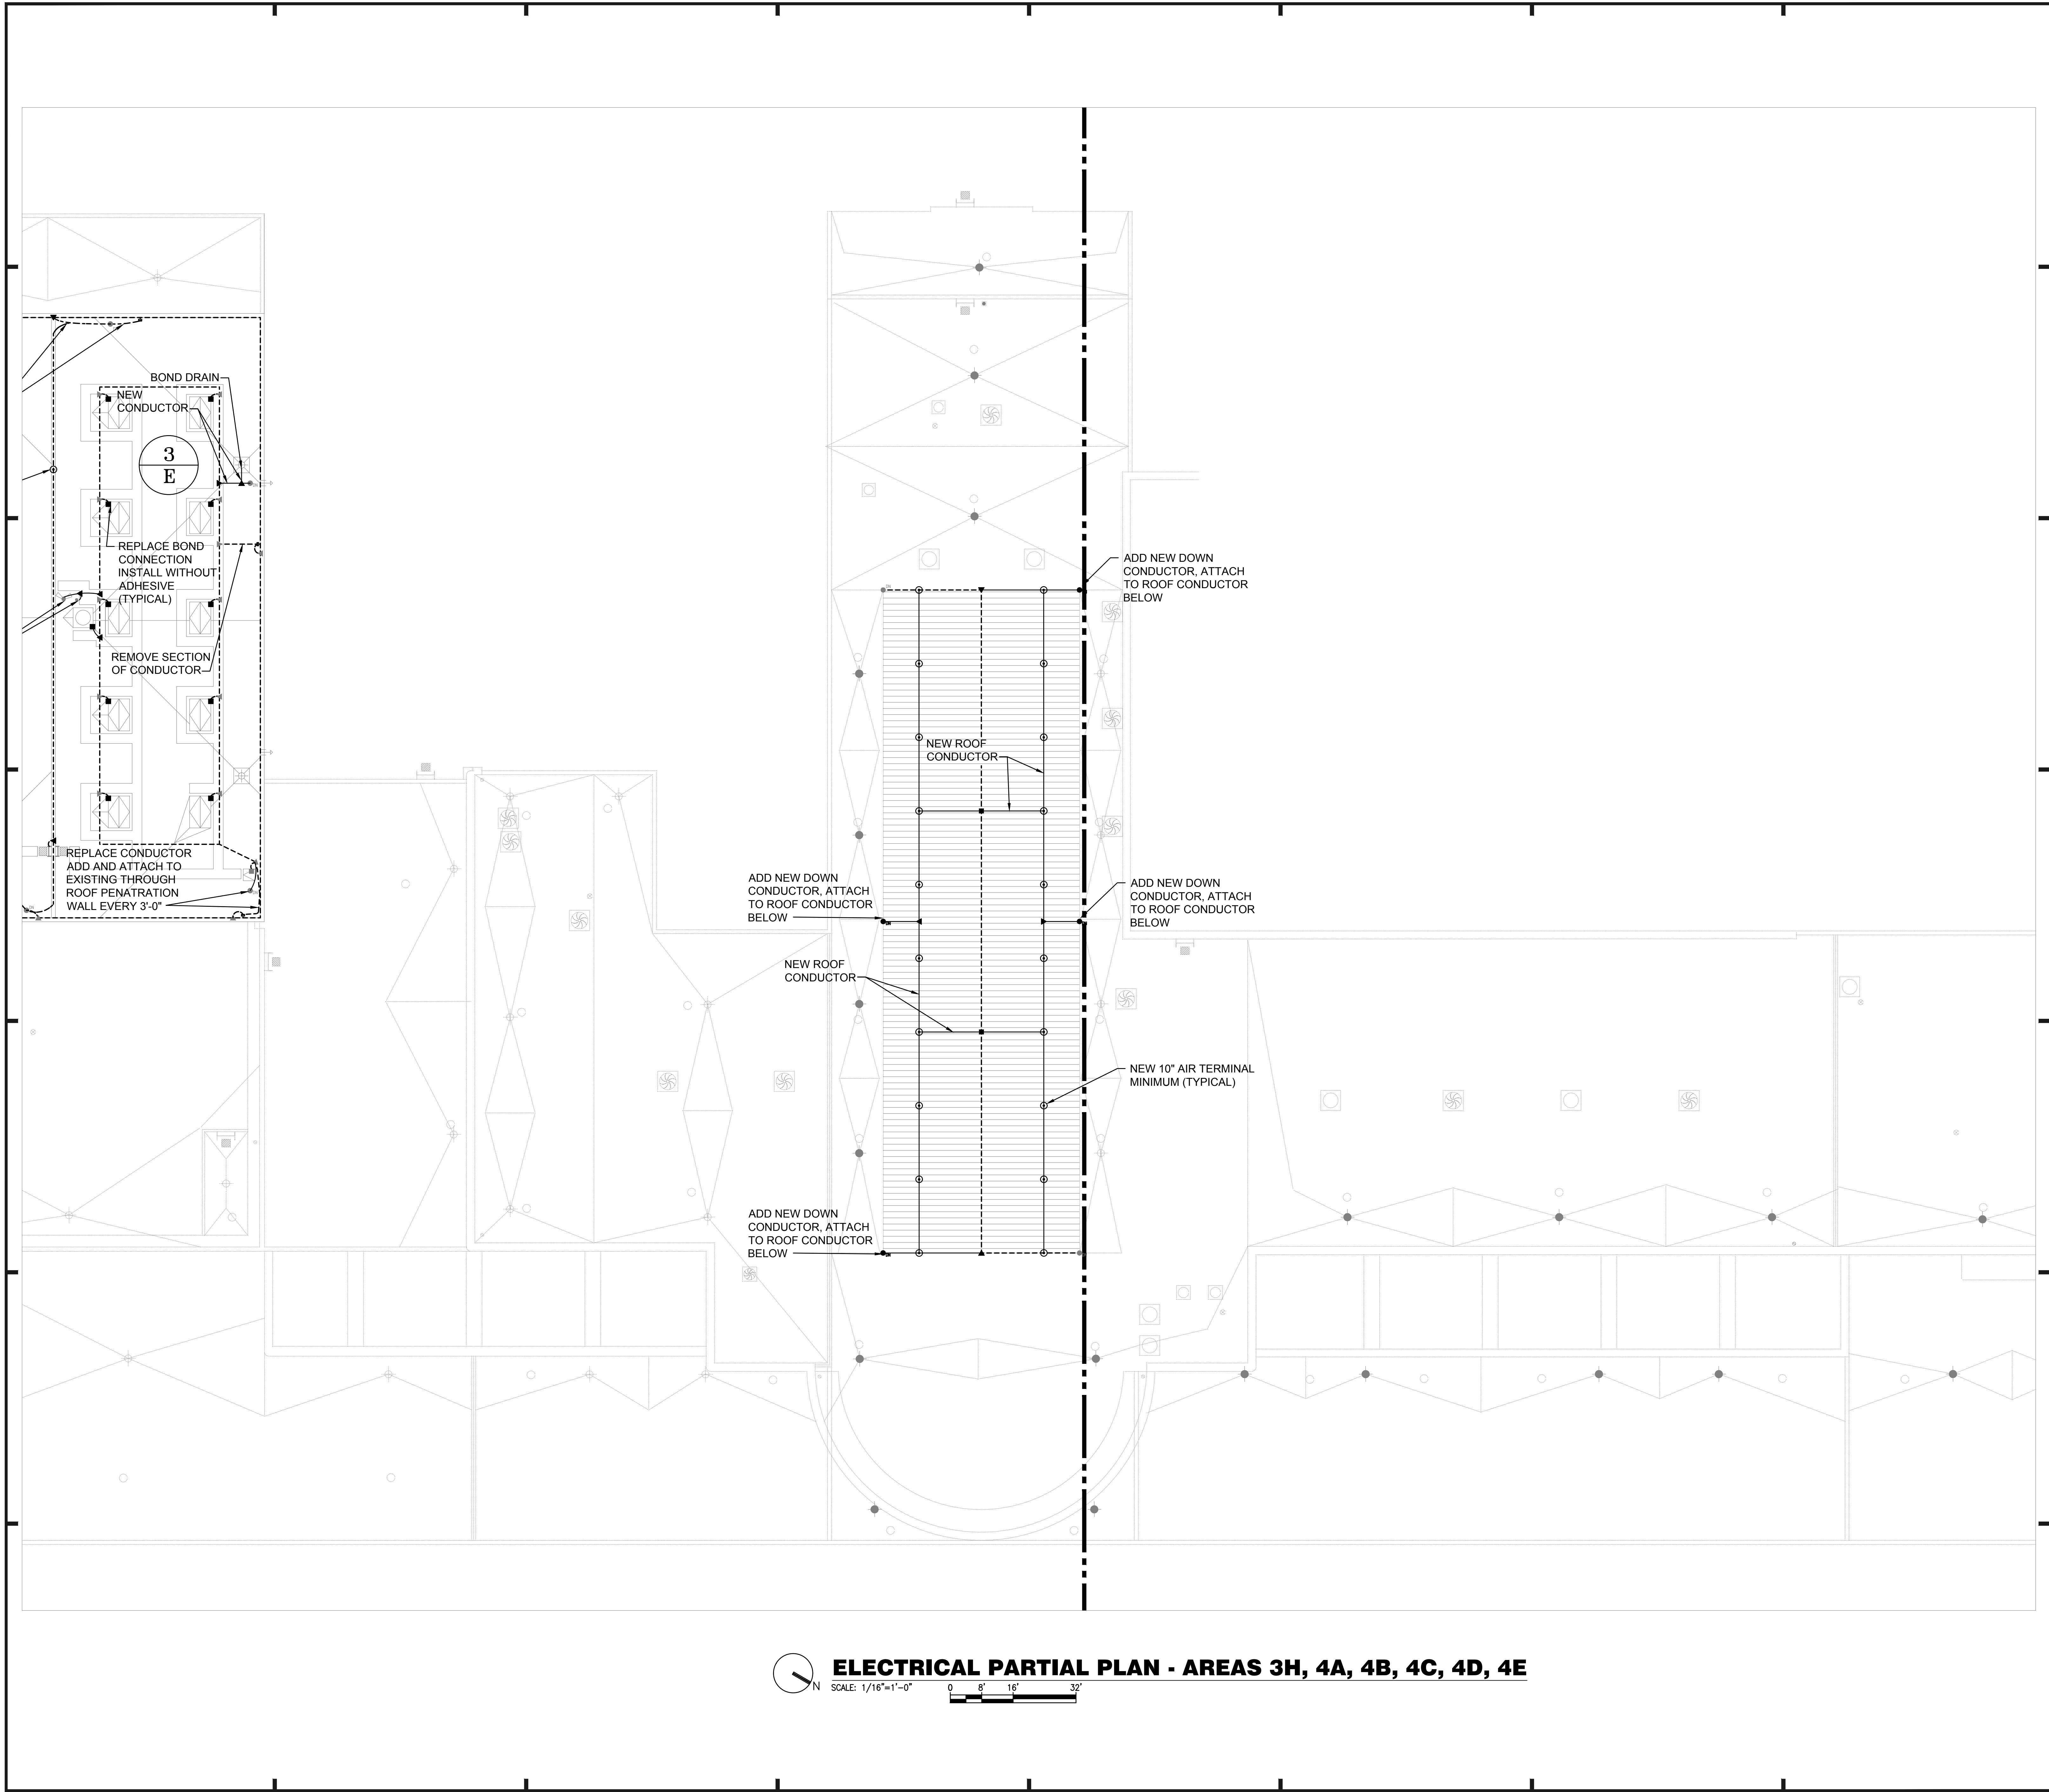 BOND DRAIN
NEW
CONDUCTOR
3
E
REPLACE BOND
CONNECTION
INSTALL WITHOUT
ADHESIVE
(TYPICAL)
REMOVE SECTION
OF CONDUCTOR
REPLACE CONDUCTOR
ADD AND ATTACH TO
EXISTING THROUGH
ROOF PENATRATION
WALL EVERY 3'-0"
ADD NEW DOWN
CONDUCTOR, ATTACH
TO ROOF CONDUCTOR
BELOW
NEW ROOF
CONDUCTOR
ADD NEW DOWN
CONDUCTOR, ATTACH
TO ROOF CONDUCTOR
BELOW
ADD NEW DOWN
CONDUCTOR, ATTACH
TO ROOF CONDUCTOR
BELOW
NEW ROOF
CONDUCTOR
NEW 10" AIR TERMINAL
MINIMUM (TYPICAL)
ADD NEW DOWN
CONDUCTOR, ATTACH
TO ROOF CONDUCTOR
BELOW
N
ELECTRICAL PARTIAL PLAN - AREAS 3H, 4A, 4B, 4C, 4D, 4E
SCALE: 1/16"=1'-0"
0 8' 16' 32'